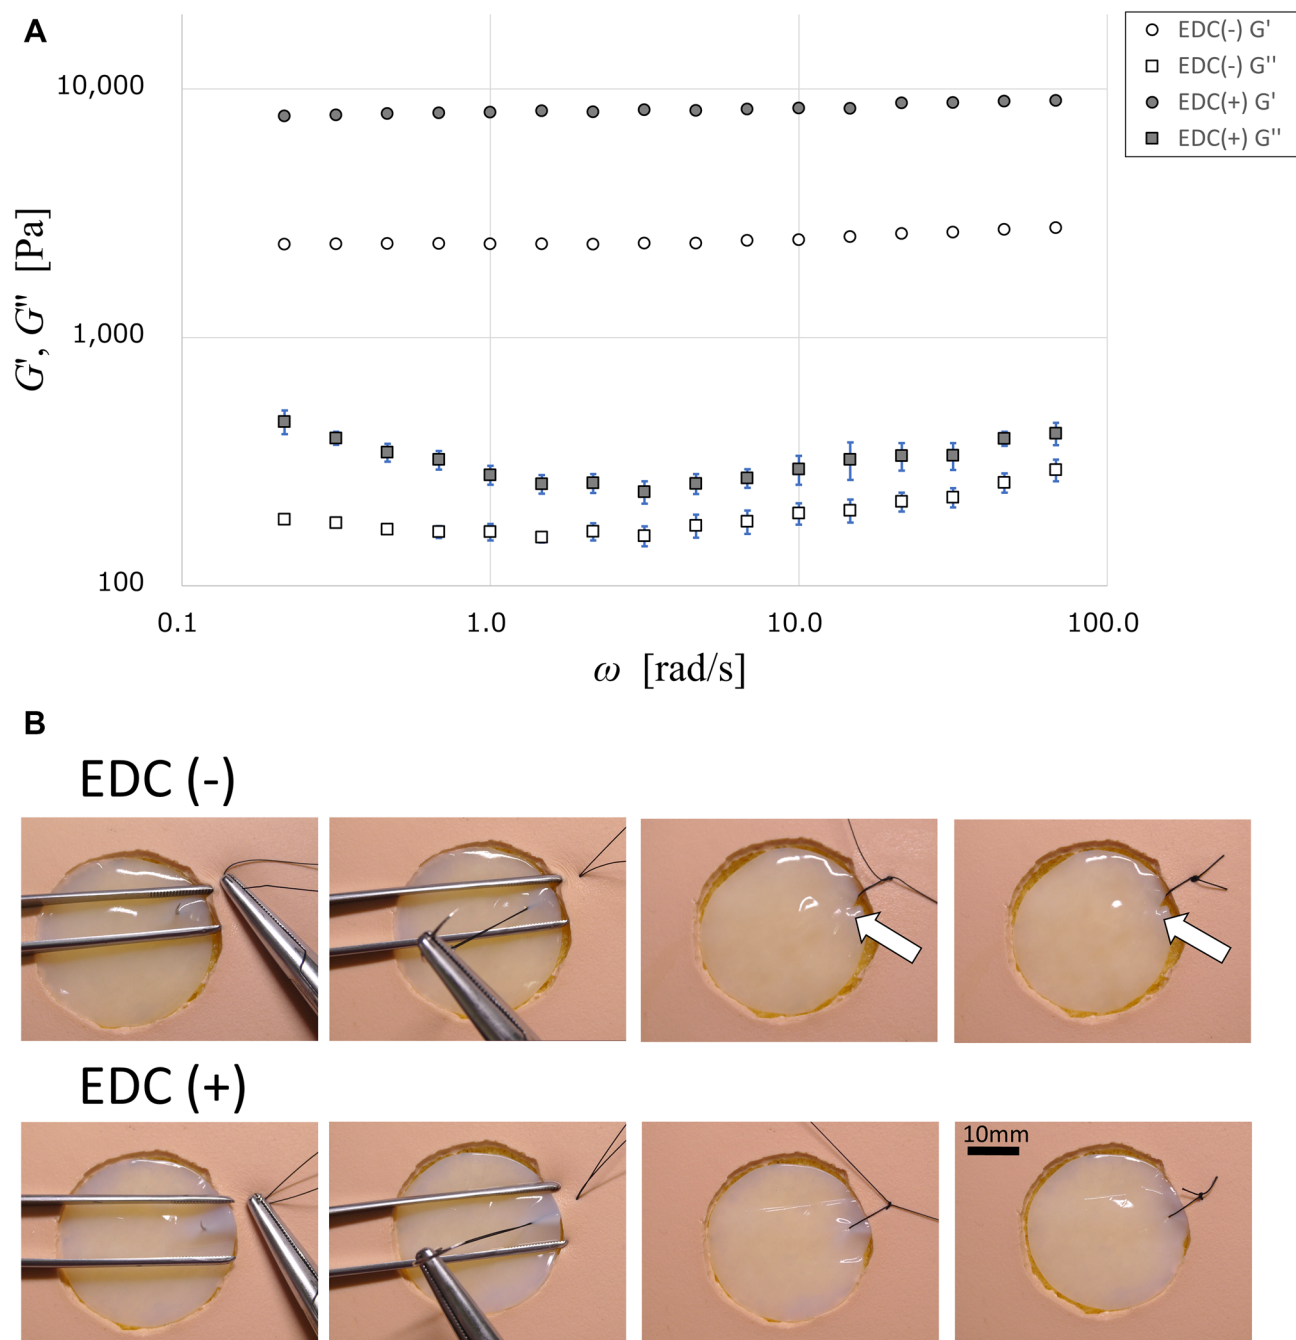 A
EDC(-) G'
EDC(-) G''
EDC(+) G'
EDC(+) G''
10,000
1,000
100
G', G'' [Pa]
0.1 1.0 10.0 100.0
ω [rad/s]
B
EDC (-)
EDC (+)
10mm